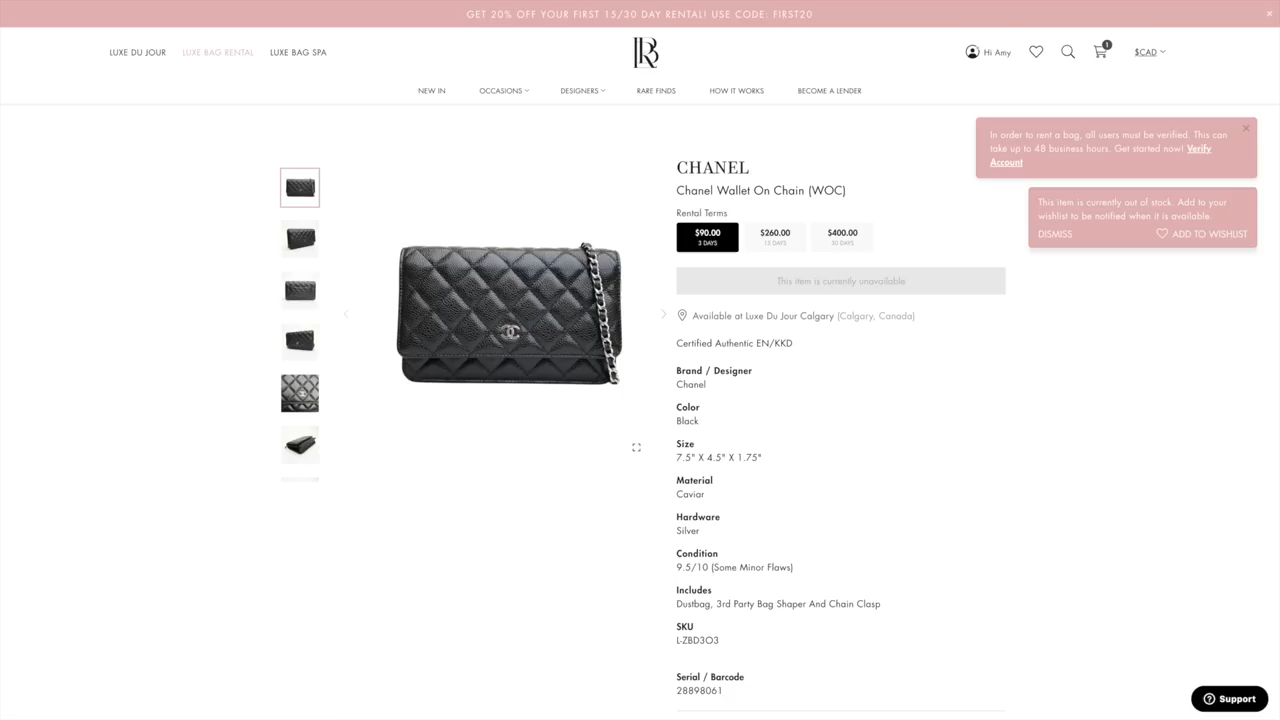 GET 20% OFF YOUR FIRST 15/30 DAY RENTAL! USE CODE: FIRST20
LUXE DU JOUR
LUXE BAG RENTAL
LUXE BAG SPA
Hi Amy
1
$CAD
NEW IN
OCCASIONS
DESIGNERS
RARE FINDS
HOW IT WORKS
BECOME A LENDER
In order to rent a bag, all users must be verified. This can
take up to 48 business hours. Get started now! Verify
Account
This item is currently out of stock. Add to your
wishlist to be notified when it is available.
DISMISS
ADD TO WISHLIST
CHANEL
Chanel Wallet On Chain (WOC)
Rental Terms
$90.00
3 DAYS
$260.00
15 DAYS
$400.00
30 DAYS
This item is currently unavailable
Available at Luxe Du Jour Calgary (Calgary, Canada)
Certified Authentic EN/KKD
Brand / Designer
Chanel
Color
Black
Size
7.5" X 4.5" X 1.75"
Material
Caviar
Hardware
Silver
Condition
9.5/10 (Some Minor Flaws)
Includes
Dustbag, 3rd Party Bag Shaper And Chain Clasp
SKU
L-ZBD3O3
Serial / Barcode
28898061
Support